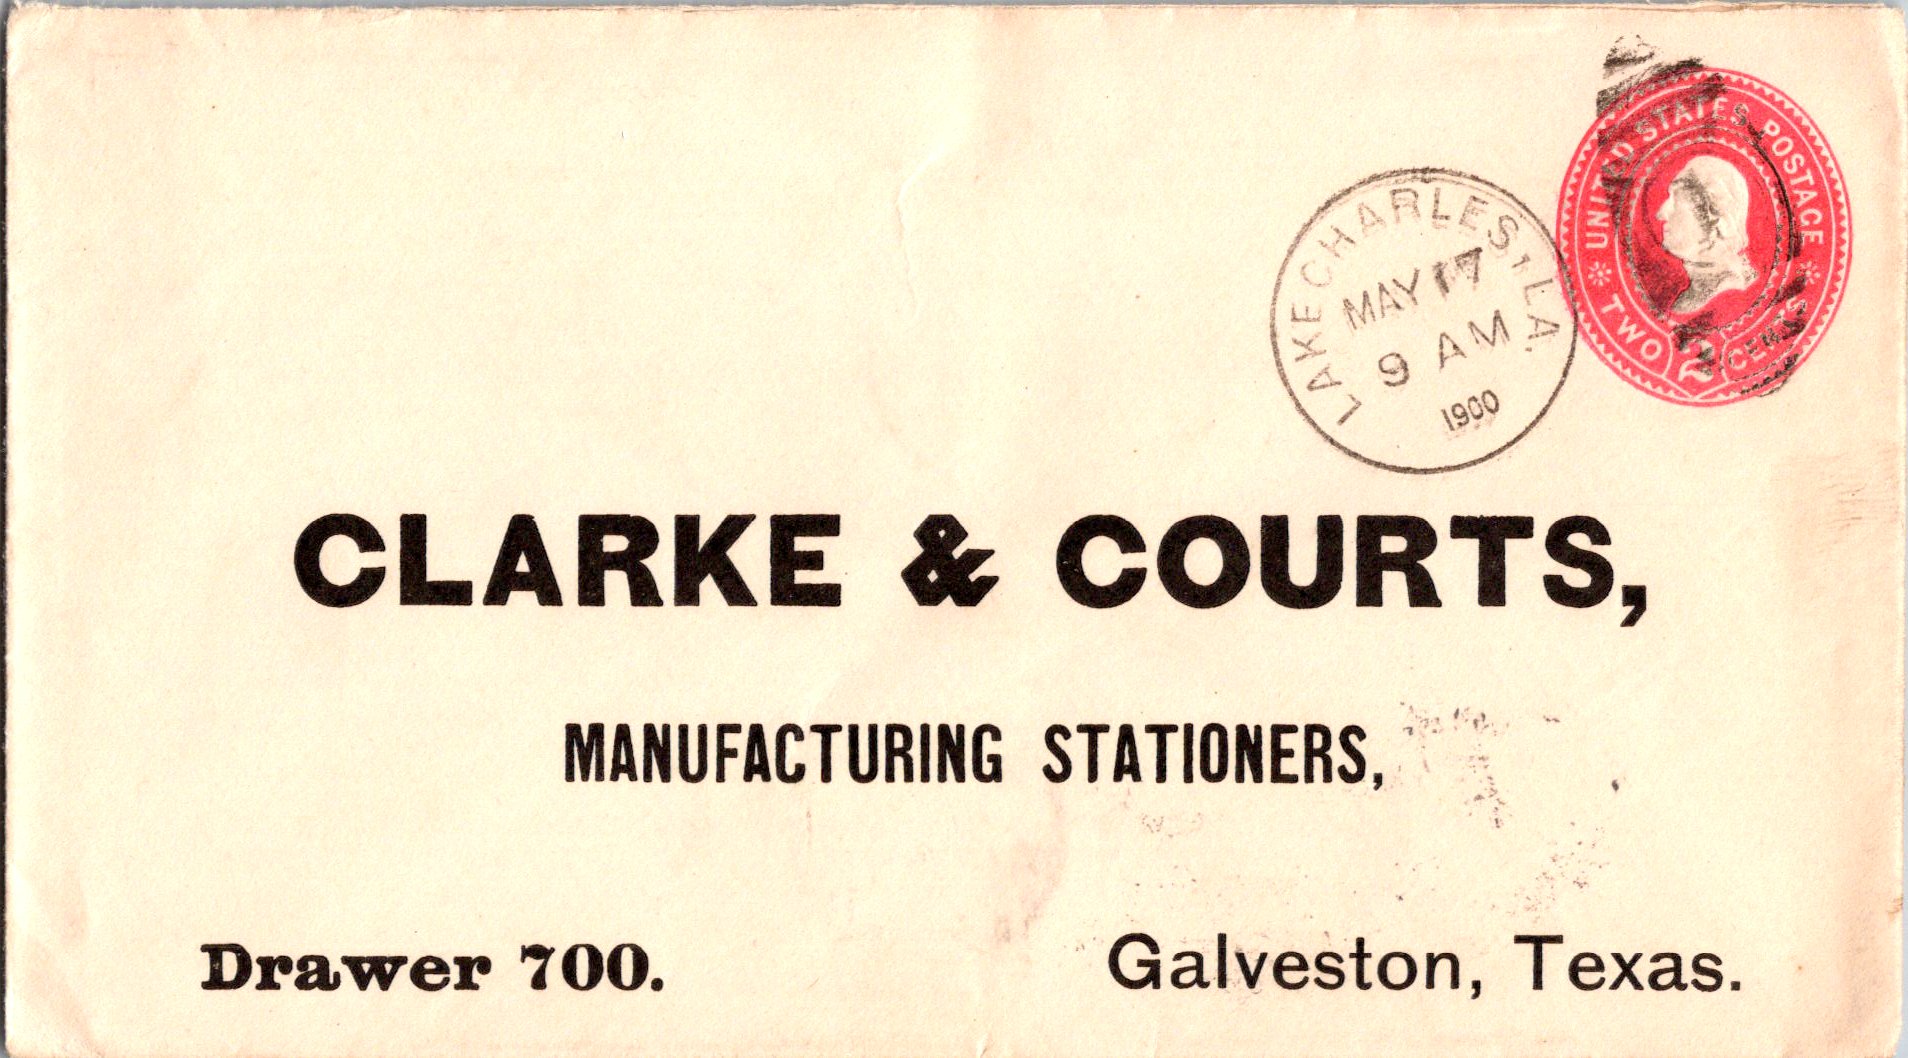 UNITED STATES POSTAGE
TWO 2 CENTS
LAKE CHARLES, LA.
MAY 17
9 AM
1900
CLARKE & COURTS,
MANUFACTURING STATIONERS,
Drawer 700.
Galveston, Texas.